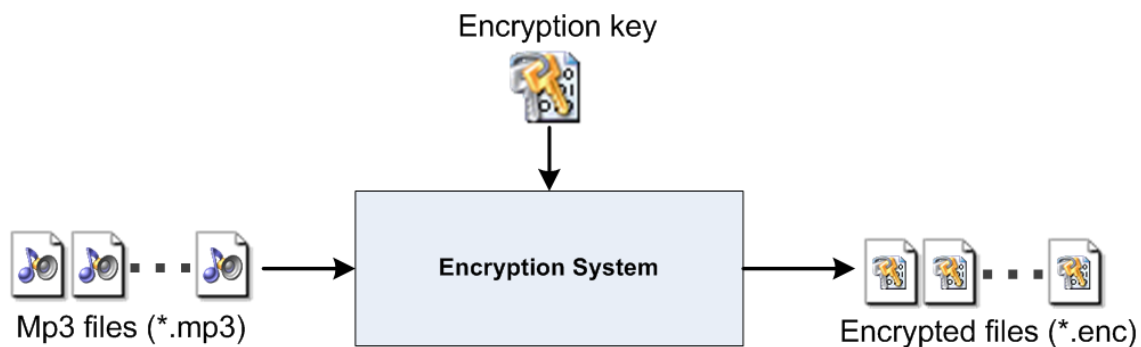 Encryption key
Encryption System
Mp3 files (*.mp3)
Encrypted files (*.enc)